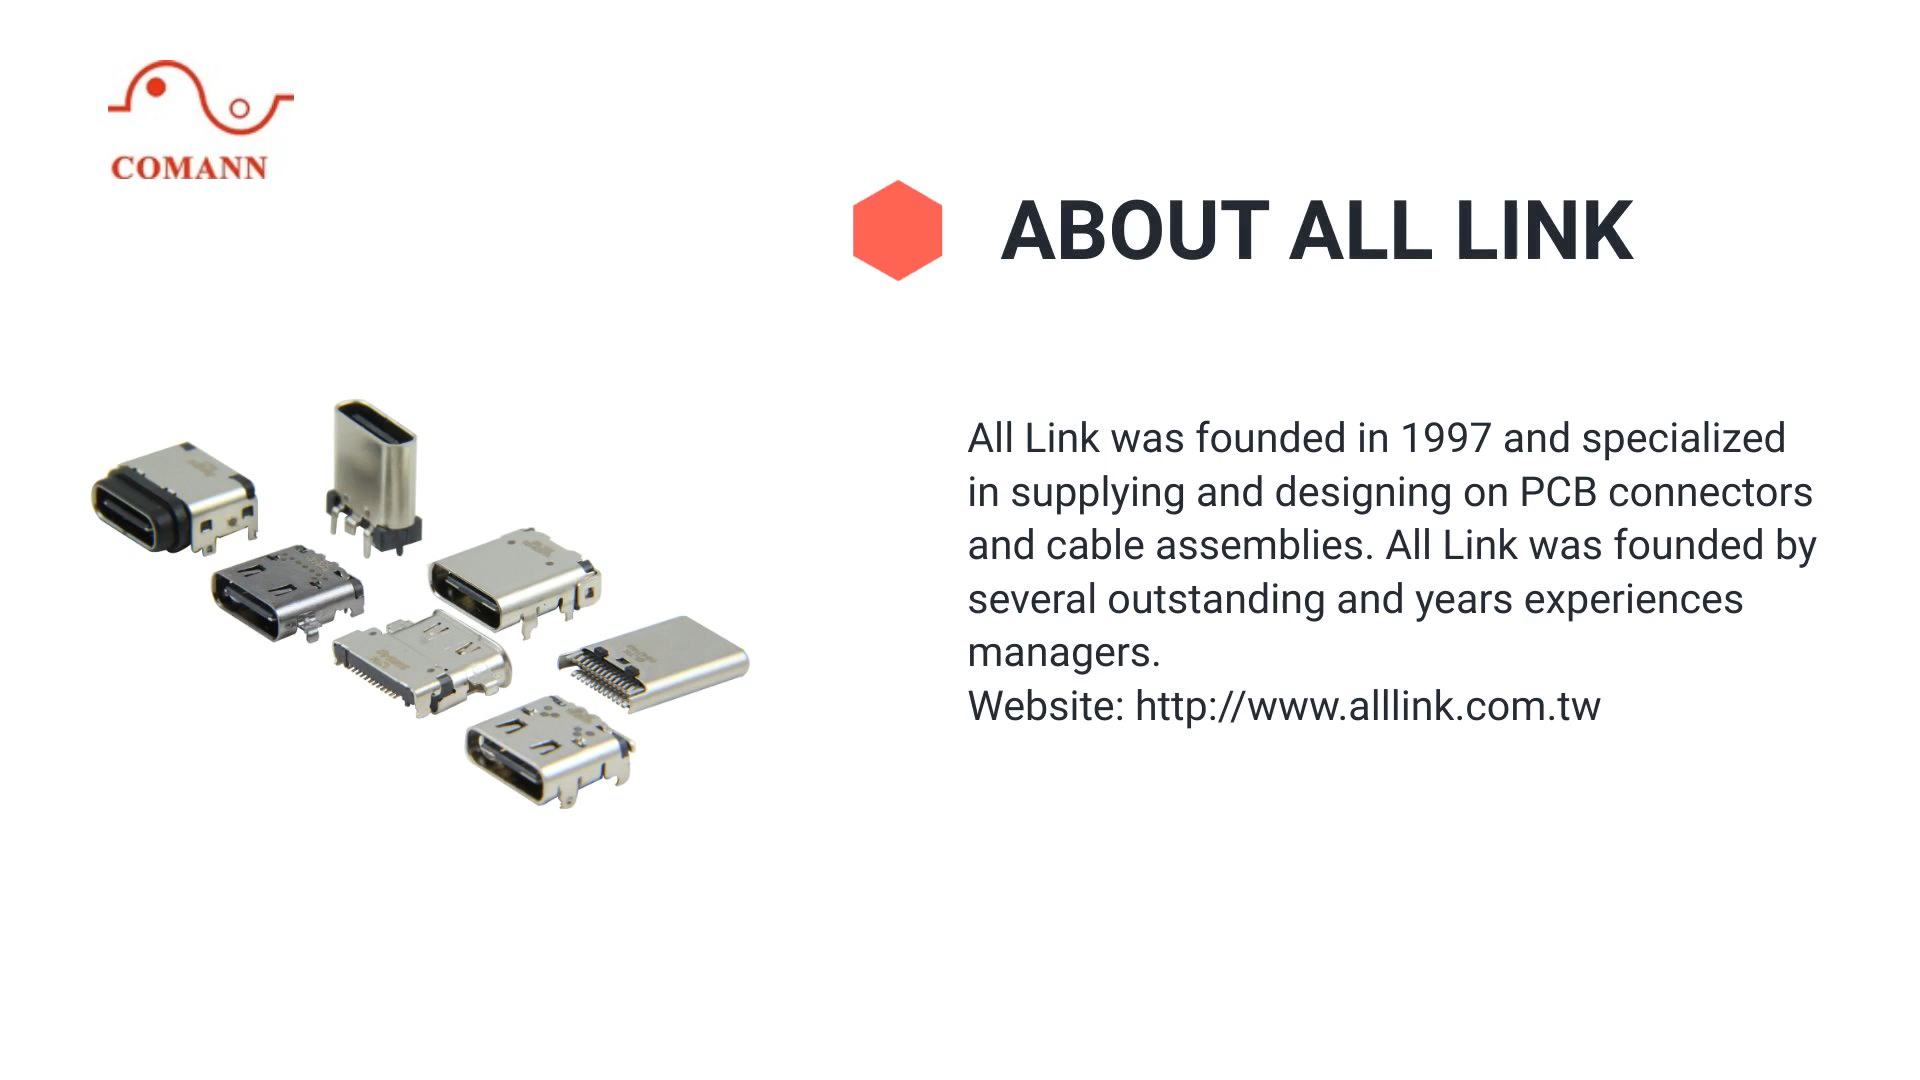 COMANN
ABOUT ALL LINK
All Link was founded in 1997 and specialized
in supplying and designing on PCB connectors
and cable assemblies. All Link was founded by
several outstanding and years experiences
managers.
Website: http://www.alllink.com.tw